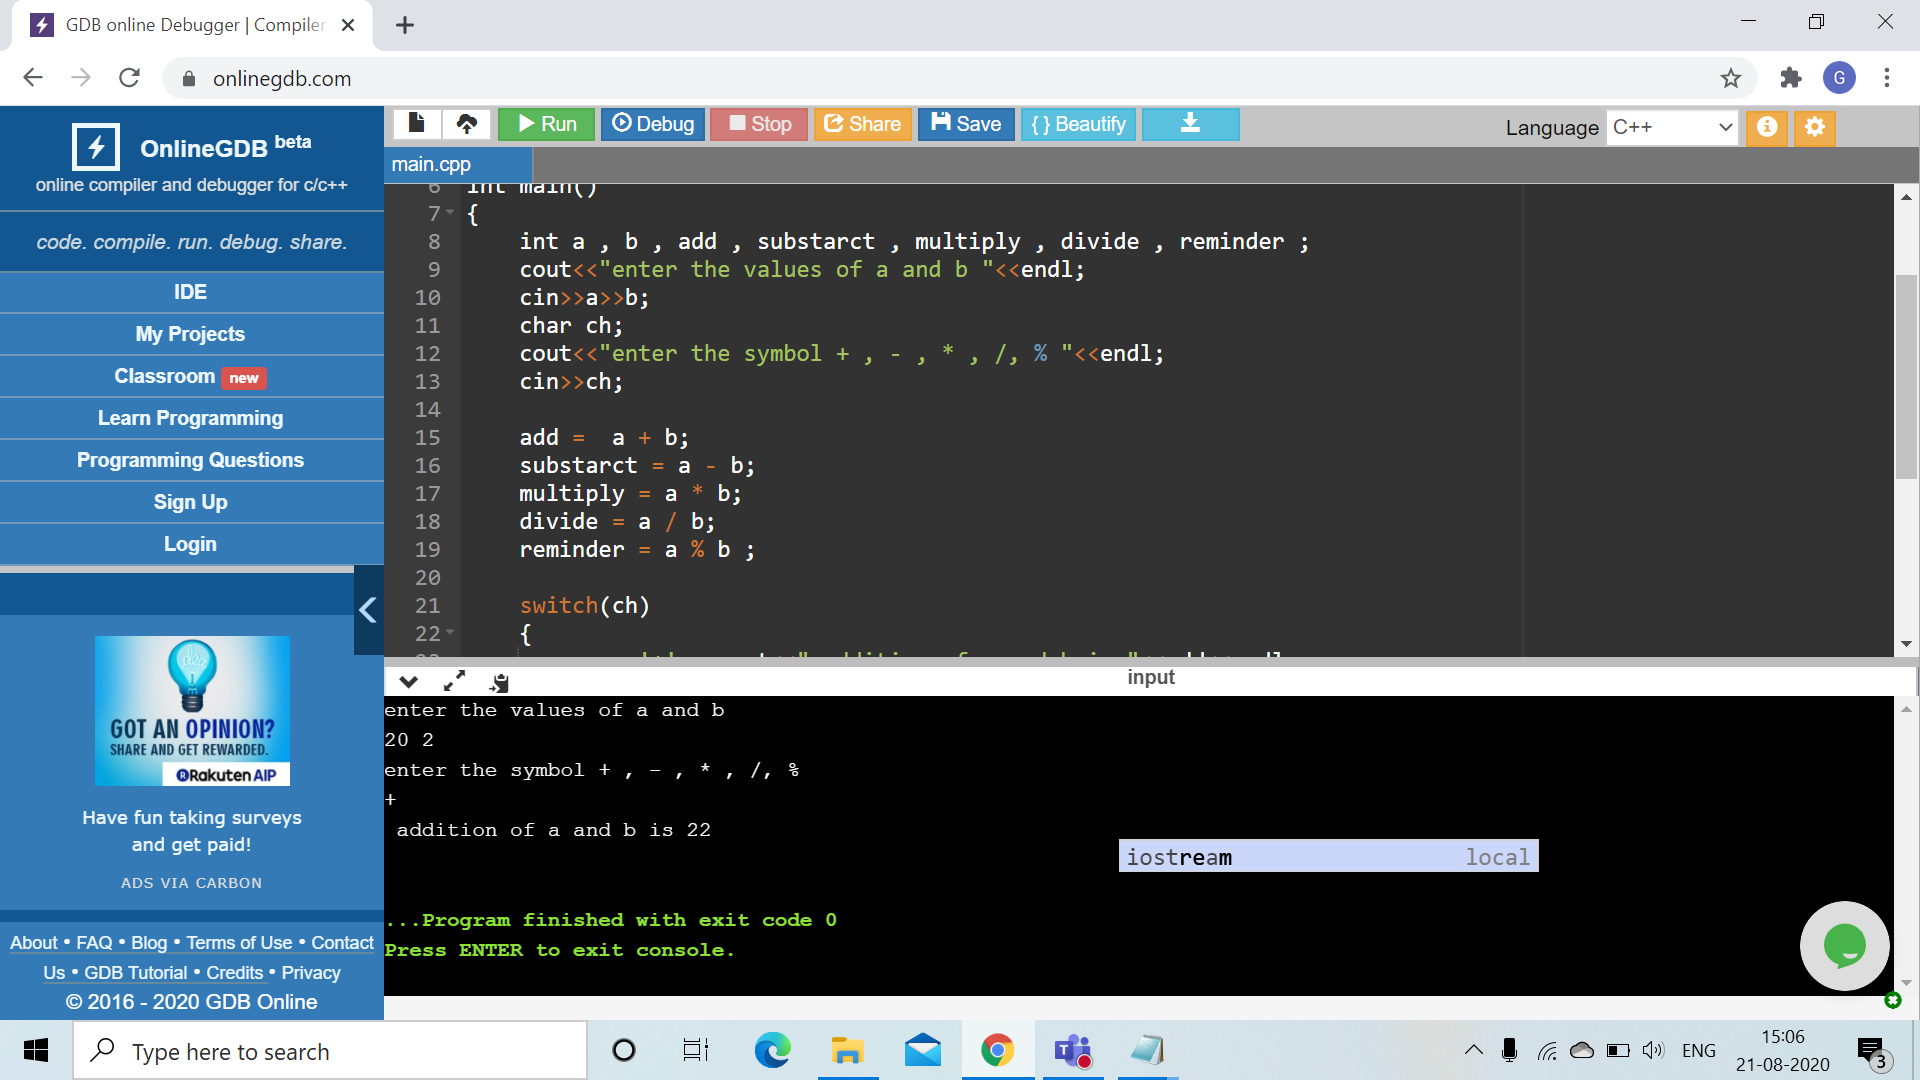 GDB online Debugger | Compiler
onlinegdb.com
G
OnlineGDB beta
online compiler and debugger for c/c++
code. compile. run. debug. share.
IDE
My Projects
Classroom new
Learn Programming
Programming Questions
Sign Up
Login
GOT AN OPINION?
SHARE AND GET REWARDED.
Rakuten AIP
Have fun taking surveys
and get paid!
ADS VIA CARBON
About • FAQ • Blog • Terms of Use • Contact
Us • GDB Tutorial • Credits • Privacy
© 2016 - 2020 GDB Online
Run Debug Stop Share Save { } Beautify
Language C++
main.cpp
6 int main()
7 {
8 int a , b , add , substarct , multiply , divide , reminder ;
9 cout<<"enter the values of a and b "<<endl;
10 cin>>a>>b;
11 char ch;
12 cout<<"enter the symbol + , - , * , /, % "<<endl;
13 cin>>ch;
14
15 add =  a + b;
16 substarct = a - b;
17 multiply = a * b;
18 divide = a / b;
19 reminder = a % b ;
20
21 switch(ch)
22 {
input
enter the values of a and b
20 2
enter the symbol + , - , * , /, %
+
addition of a and b is 22
iostream local
...Program finished with exit code 0
Press ENTER to exit console.
Type here to search
ENG
15:06
21-08-2020
3